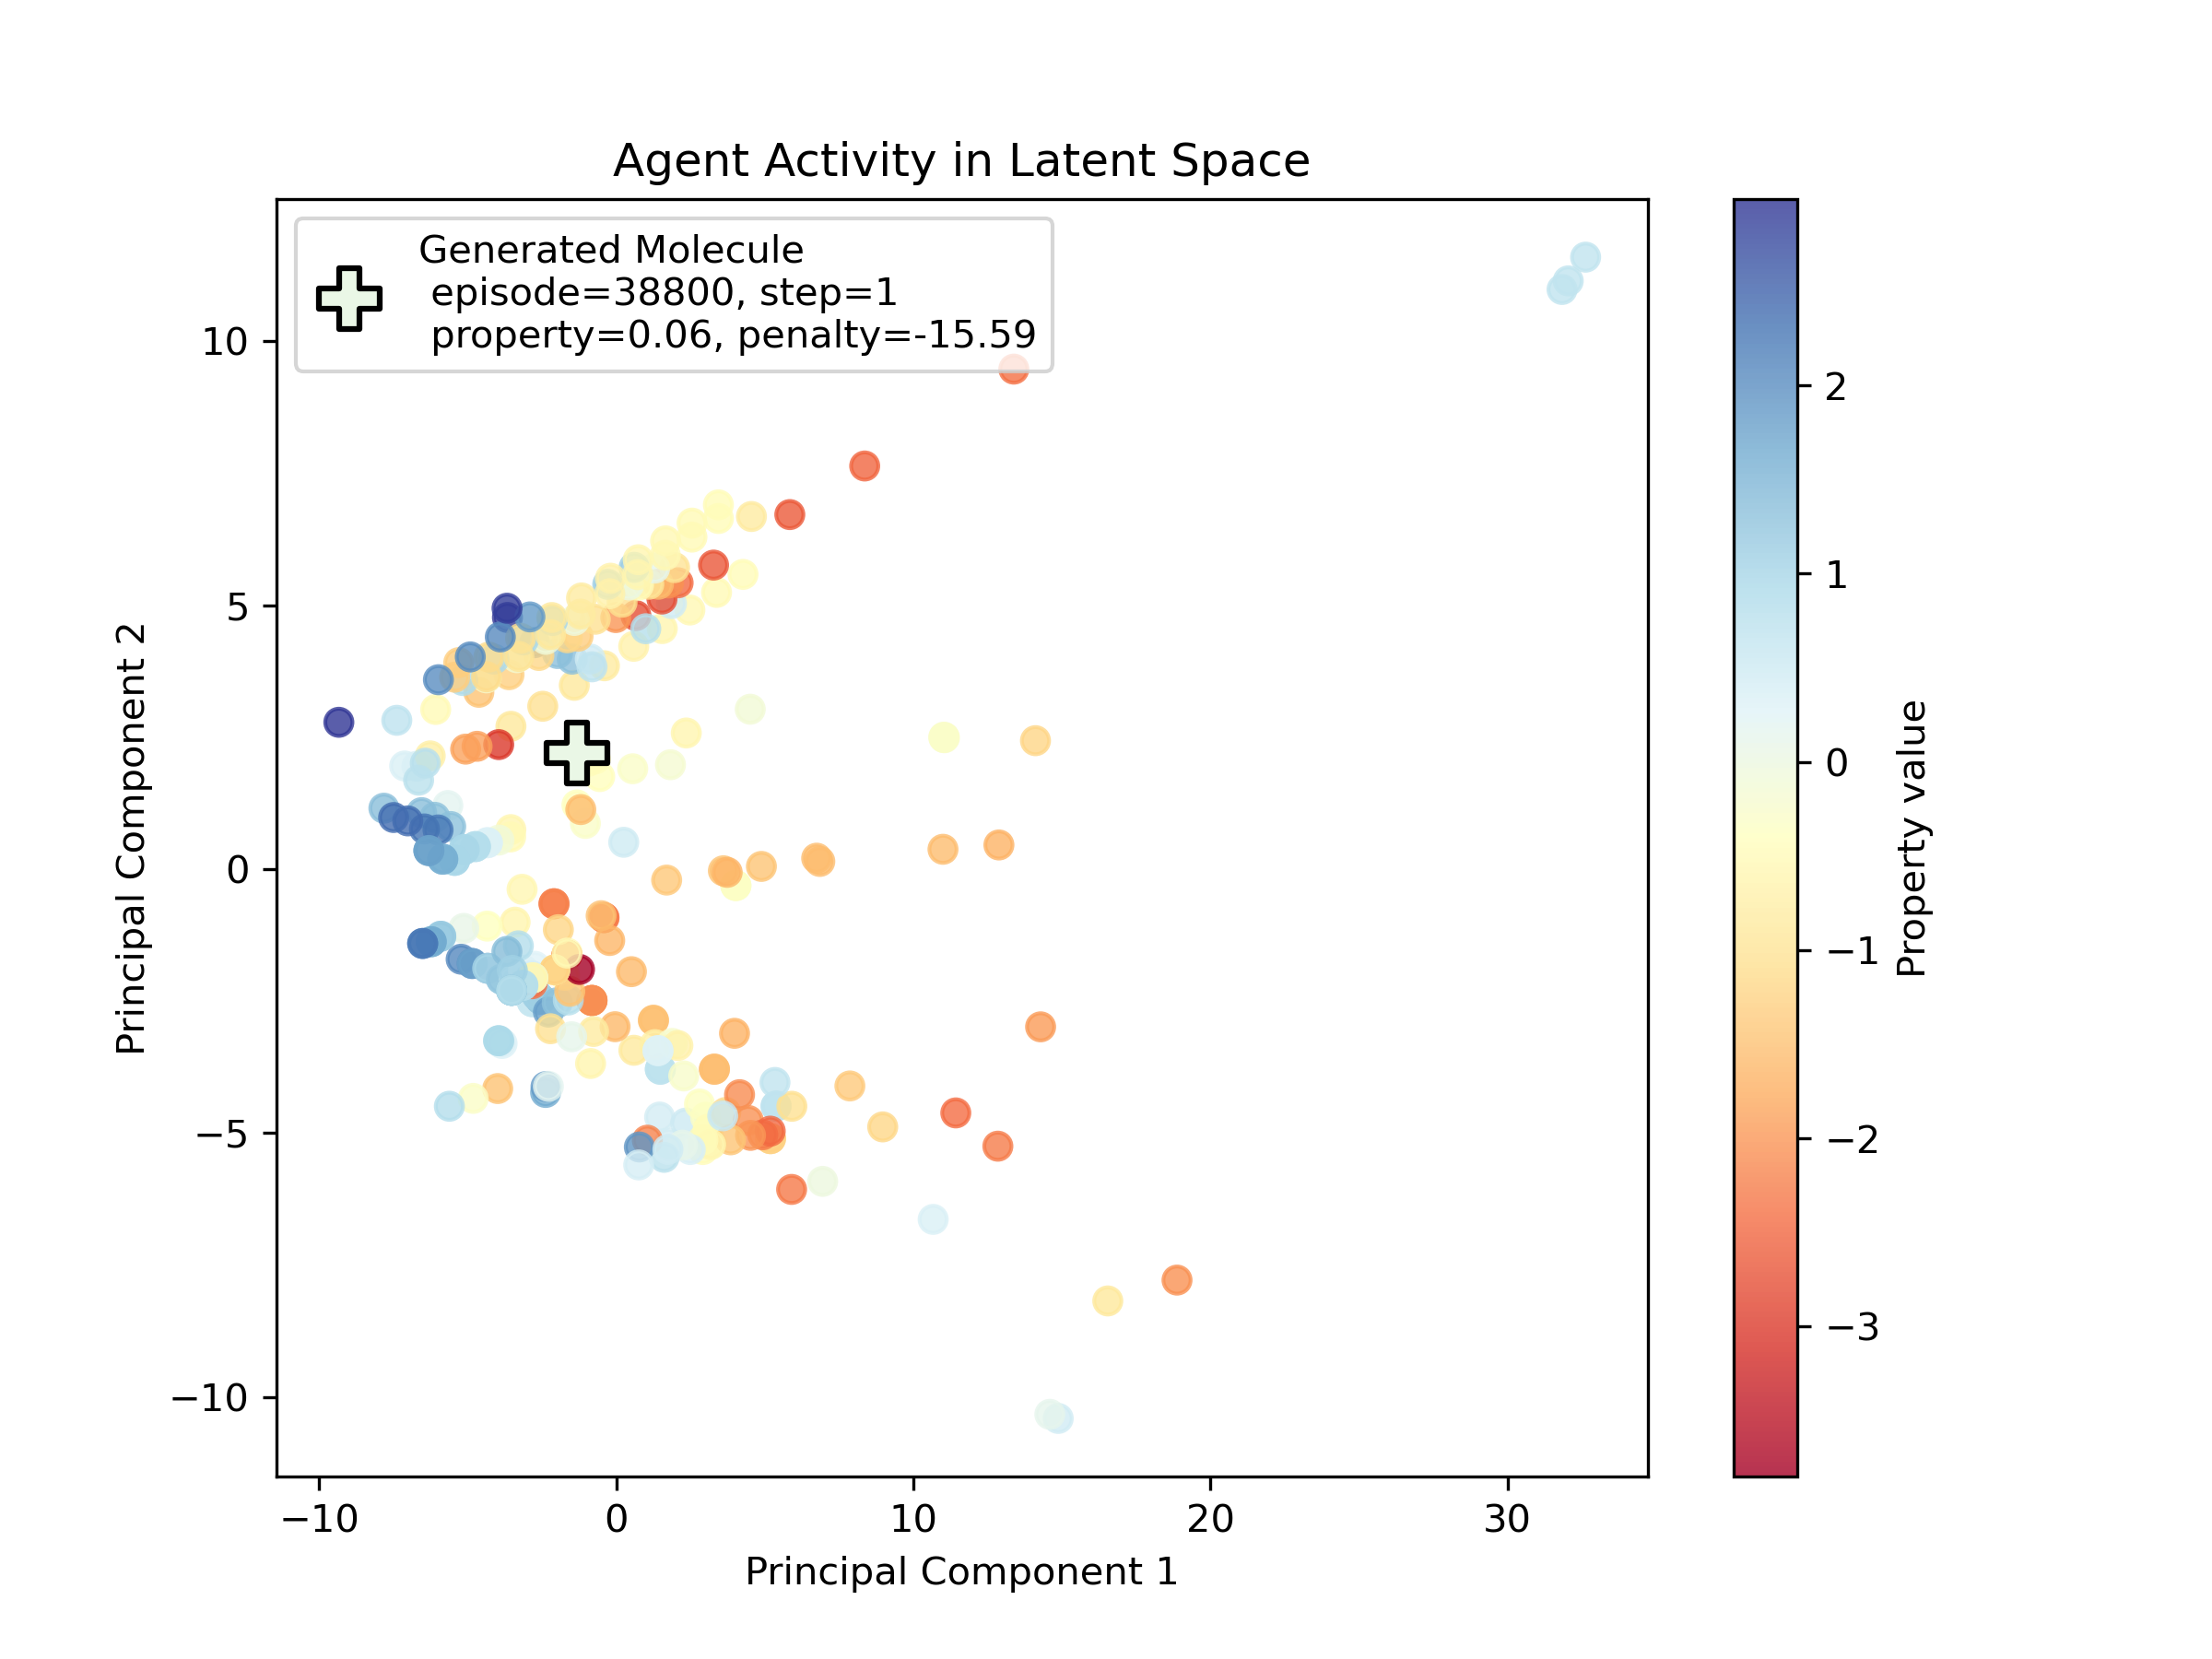 Agent Activity in Latent Space
Generated Molecule
episode=38800, step=1
property=0.06, penalty=-15.59
10
5
0
−5
−10
Principal Component 2
−10
0
10
20
30
Principal Component 1
2
1
0
−1
−2
−3
Property value